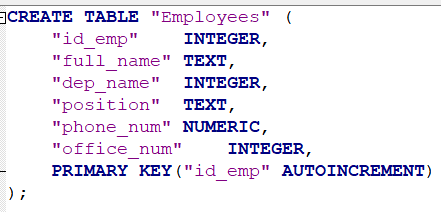 CREATE TABLE "Employees" (
"id_emp" INTEGER,
"full_name" TEXT,
"dep_name" INTEGER,
"position" TEXT,
"phone_num" NUMERIC,
"office_num" INTEGER,
PRIMARY KEY("id_emp" AUTOINCREMENT)
);